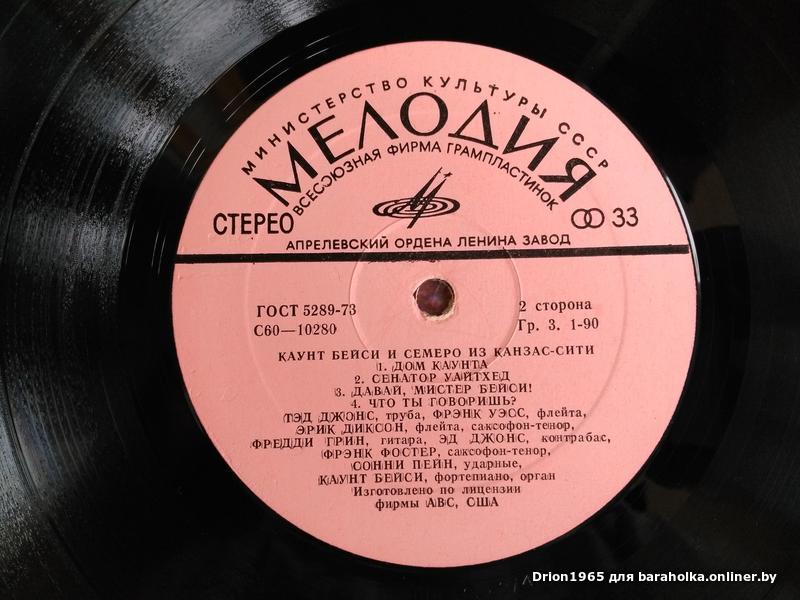 МИНИСТЕРСТВО КУЛЬТУРЫ СССР
МЕЛОДИЯ
ВСЕСОЮЗНАЯ ФИРМА ГРАМПЛАСТИНОК
СТЕРЕО
33
АПРЕЛЕВСКИЙ ОРДЕНА ЛЕНИНА ЗАВОД
ГОСТ 5289-73
2 сторона
С60—10280
Гр. 3. 1-90
КАУНТ БЕЙСИ И СЕМЕРО ИЗ КАНЗАС-СИТИ
1. ДОМ КАУНТА
2. СЕНАТОР УАЙТХЕД
3. ДАВАЙ, МИСТЕР БЕЙСИ!
4. ЧТО ТЫ ГОВОРИШЬ?
ТЭД ДЖОНС, труба, ФРЭНК УЭСС, флейта,
ЭРИК ДИКСОН, флейта, саксофон-тенор,
ФРЕДДИ ГРИН, гитара, ЭД ДЖОНС, контрабас,
ФРЭНК ФОСТЕР, саксофон-тенор,
СОННИ ПЕЙН, ударные,
КАУНТ БЕЙСИ, фортепиано, орган
Изготовлено по лицензии
фирмы АВС, США
Drion1965 для baraholka.onliner.by